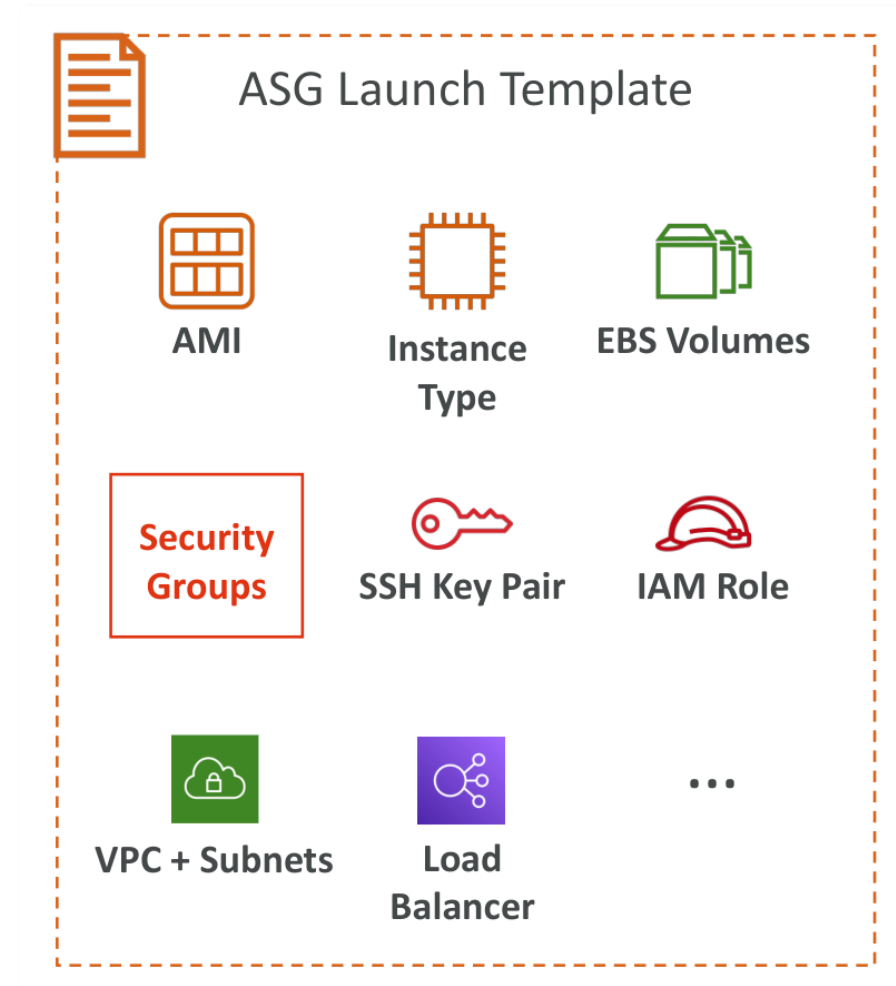 ASG Launch Template
AMI
Instance
Type
EBS Volumes
Security
Groups
SSH Key Pair
IAM Role
...
VPC + Subnets
Load
Balancer